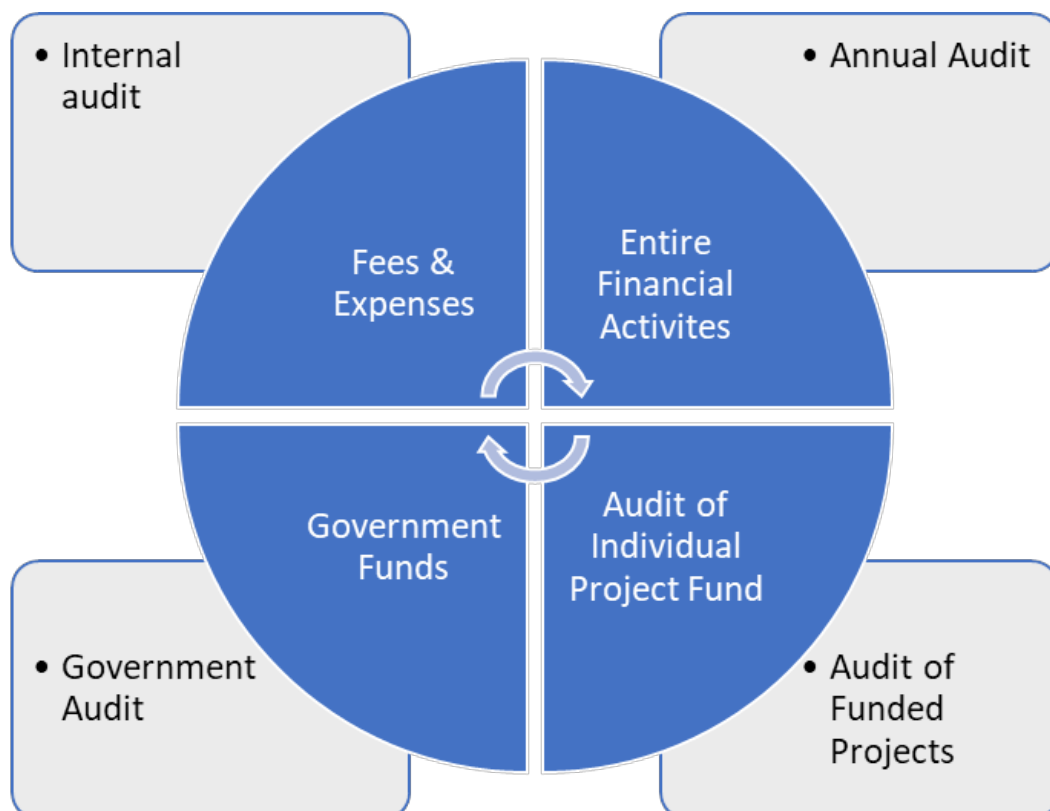 • Internal
audit
• Annual Audit
Fees &
Expenses
Entire
Financial
Activites
Government
Funds
Audit of
Individual
Project Fund
• Government
Audit
• Audit of
Funded
Projects